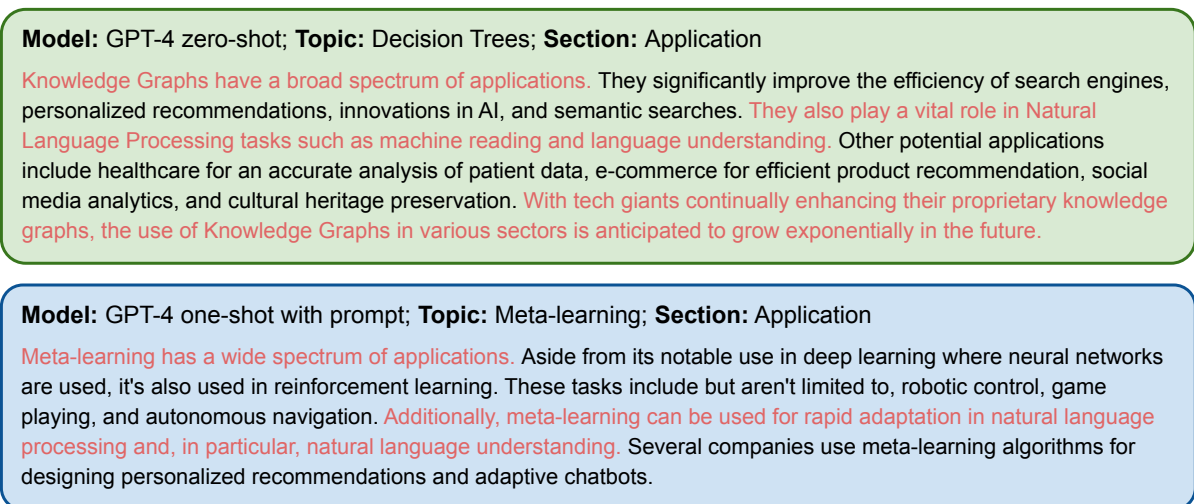 Model: GPT-4 zero-shot; Topic: Decision Trees; Section: Application
Knowledge Graphs have a broad spectrum of applications. They significantly improve the efficiency of search engines,
personalized recommendations, innovations in AI, and semantic searches. They also play a vital role in Natural
Language Processing tasks such as machine reading and language understanding. Other potential applications
include healthcare for an accurate analysis of patient data, e-commerce for efficient product recommendation, social
media analytics, and cultural heritage preservation. With tech giants continually enhancing their proprietary knowledge
graphs, the use of Knowledge Graphs in various sectors is anticipated to grow exponentially in the future.
Model: GPT-4 one-shot with prompt; Topic: Meta-learning; Section: Application
Meta-learning has a wide spectrum of applications. Aside from its notable use in deep learning where neural networks
are used, it's also used in reinforcement learning. These tasks include but aren't limited to, robotic control, game
playing, and autonomous navigation. Additionally, meta-learning can be used for rapid adaptation in natural language
processing and, in particular, natural language understanding. Several companies use meta-learning algorithms for
designing personalized recommendations and adaptive chatbots.